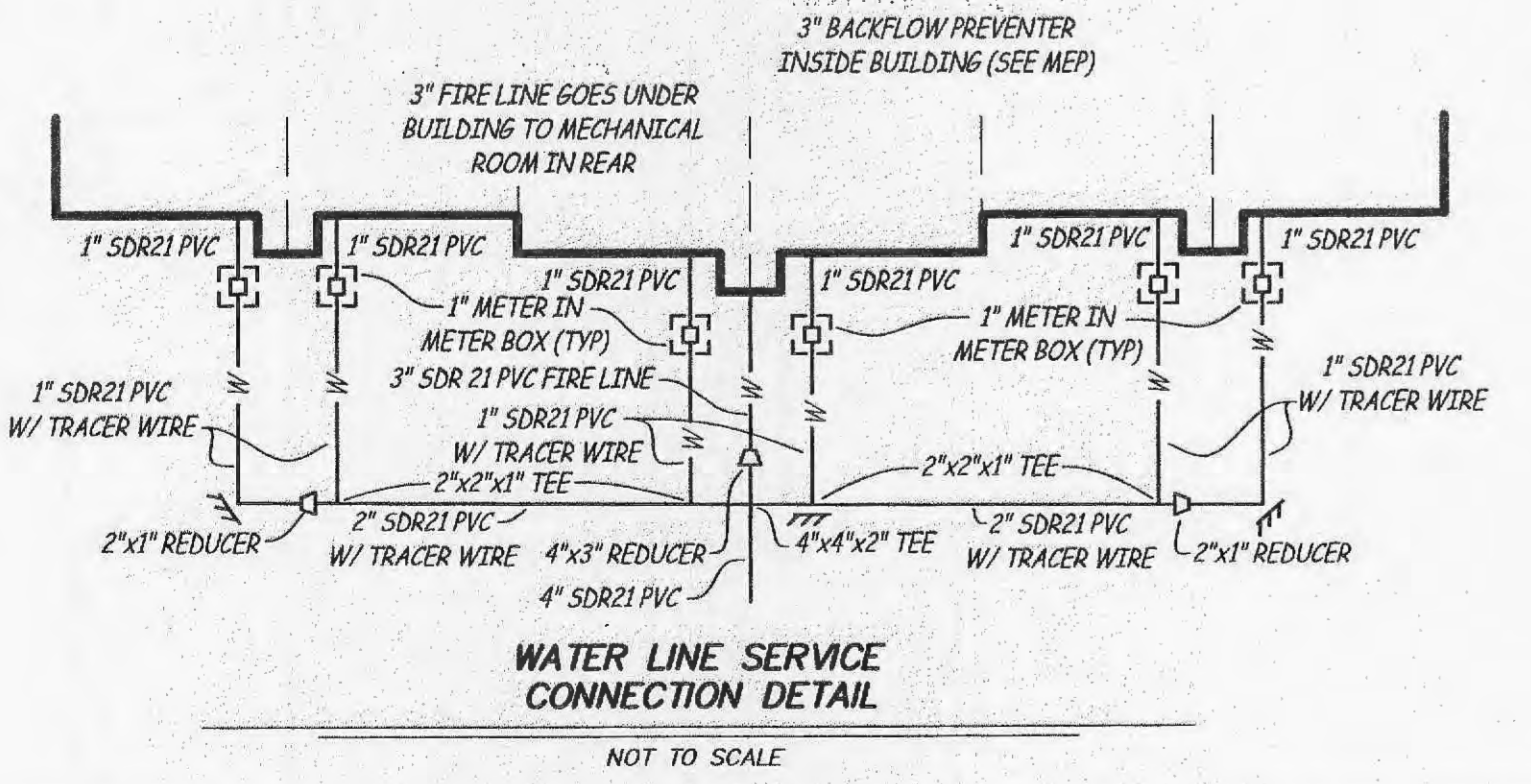 3" BACKFLOW PREVENTER
INSIDE BUILDING (SEE MEP)
3" FIRE LINE GOES UNDER
BUILDING TO MECHANICAL
ROOM IN REAR
1" SDR21 PVC
1" SDR21 PVC
1" SDR21 PVC
1" SDR21 PVC
1" SDR21 PVC
1" SDR21 PVC
1" METER IN
METER BOX (TYP)
1" METER IN
METER BOX (TYP)
3" SDR 21 PVC FIRE LINE
1" SDR21 PVC
W/ TRACER WIRE
1" SDR21 PVC
W/ TRACER WIRE
1" SDR21 PVC
W/ TRACER WIRE
2"x2"x1" TEE
2"x2"x1" TEE
2"x1" REDUCER
2" SDR21 PVC
W/ TRACER WIRE
4"x3" REDUCER
4"x4"x2" TEE
2" SDR21 PVC
W/ TRACER WIRE
2"x1" REDUCER
4" SDR21 PVC
WATER LINE SERVICE
CONNECTION DETAIL
NOT TO SCALE